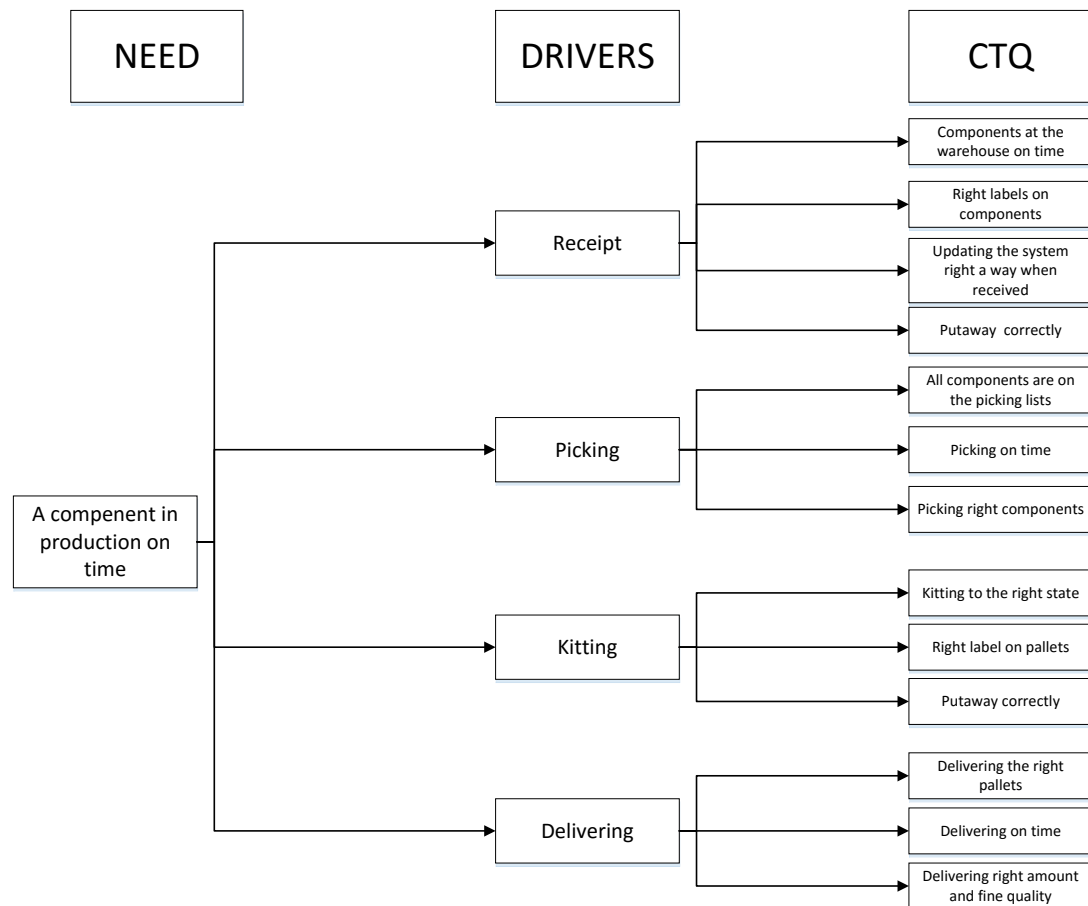 NEED
DRIVERS
CTQ
Components at the
warehouse on time
Right labels on
components
Receipt
Updating the system
right a way when
received
Putaway correctly
All components are on
the picking lists
Picking
Picking on time
Picking right components
A compenent in
production on
time
Kitting to the right state
Kitting
Right label on pallets
Putaway correctly
Delivering the right
pallets
Delivering
Delivering on time
Delivering right amount
and fine quality